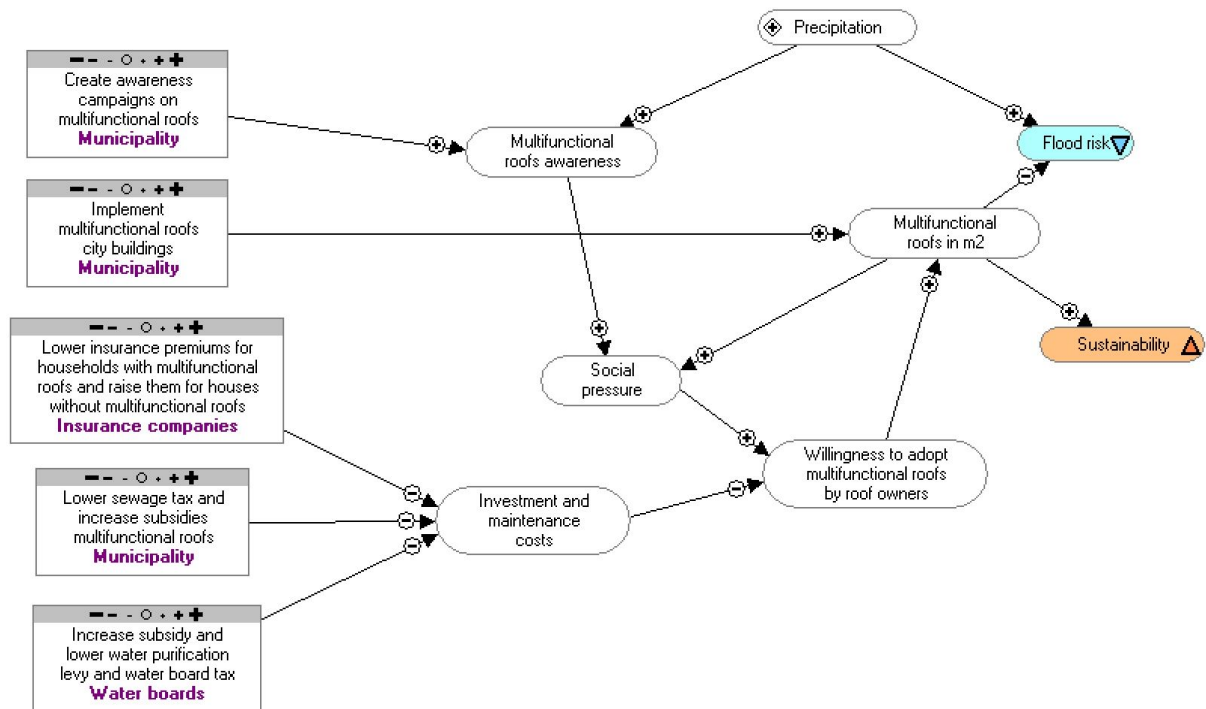 Precipitation
Create awareness
campaigns on
multifunctional roofs
Municipality
Multifunctional
roofs awareness
Flood risk
Implement
multifunctional roofs
city buildings
Municipality
Multifunctional
roofs in m2
Lower insurance premiums for
households with multifunctional
roofs and raise them for houses
without multifunctional roofs
Insurance companies
Sustainability
Social
pressure
Willingness to adopt
multifunctional roofs
by roof owners
Lower sewage tax and
increase subsidies
multifunctional roofs
Municipality
Investment and
maintenance
costs
Increase subsidy and
lower water purification
levy and water board tax
Water boards